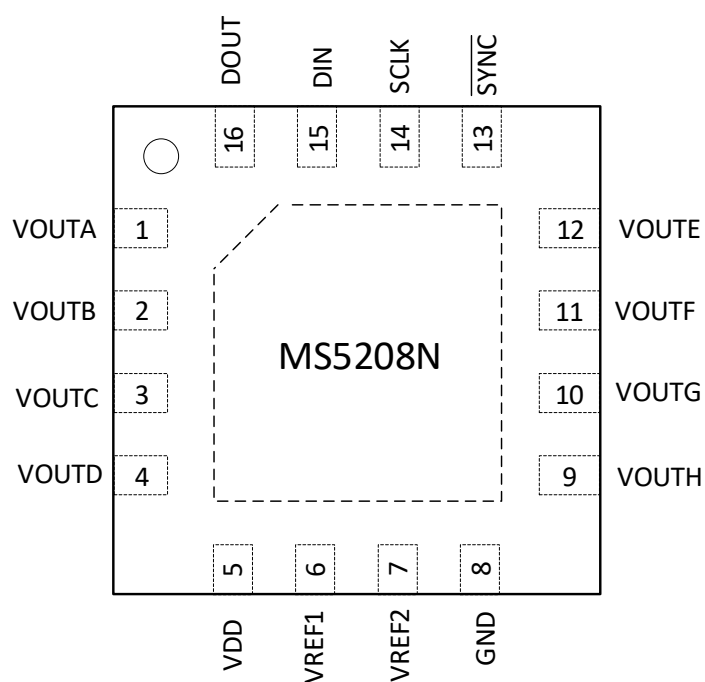 DOUT
DIN
SCLK
SYNC
16
15
14
13
VOUTA 1
12 VOUTE
VOUTB 2
11 VOUTF
MS5208N
VOUTC 3
10 VOUTG
VOUTD 4
9 VOUTH
5
6
7
8
VDD
VREF1
VREF2
GND